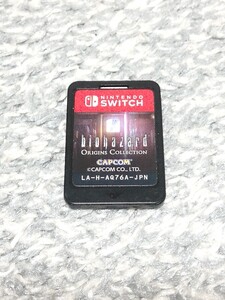 NINTENDO
SWITCH
biohazard
ORIGINS COLLECTION
CAPCOM
©CAPCOM CO., LTD.
LA-H-AQ76A-JPN